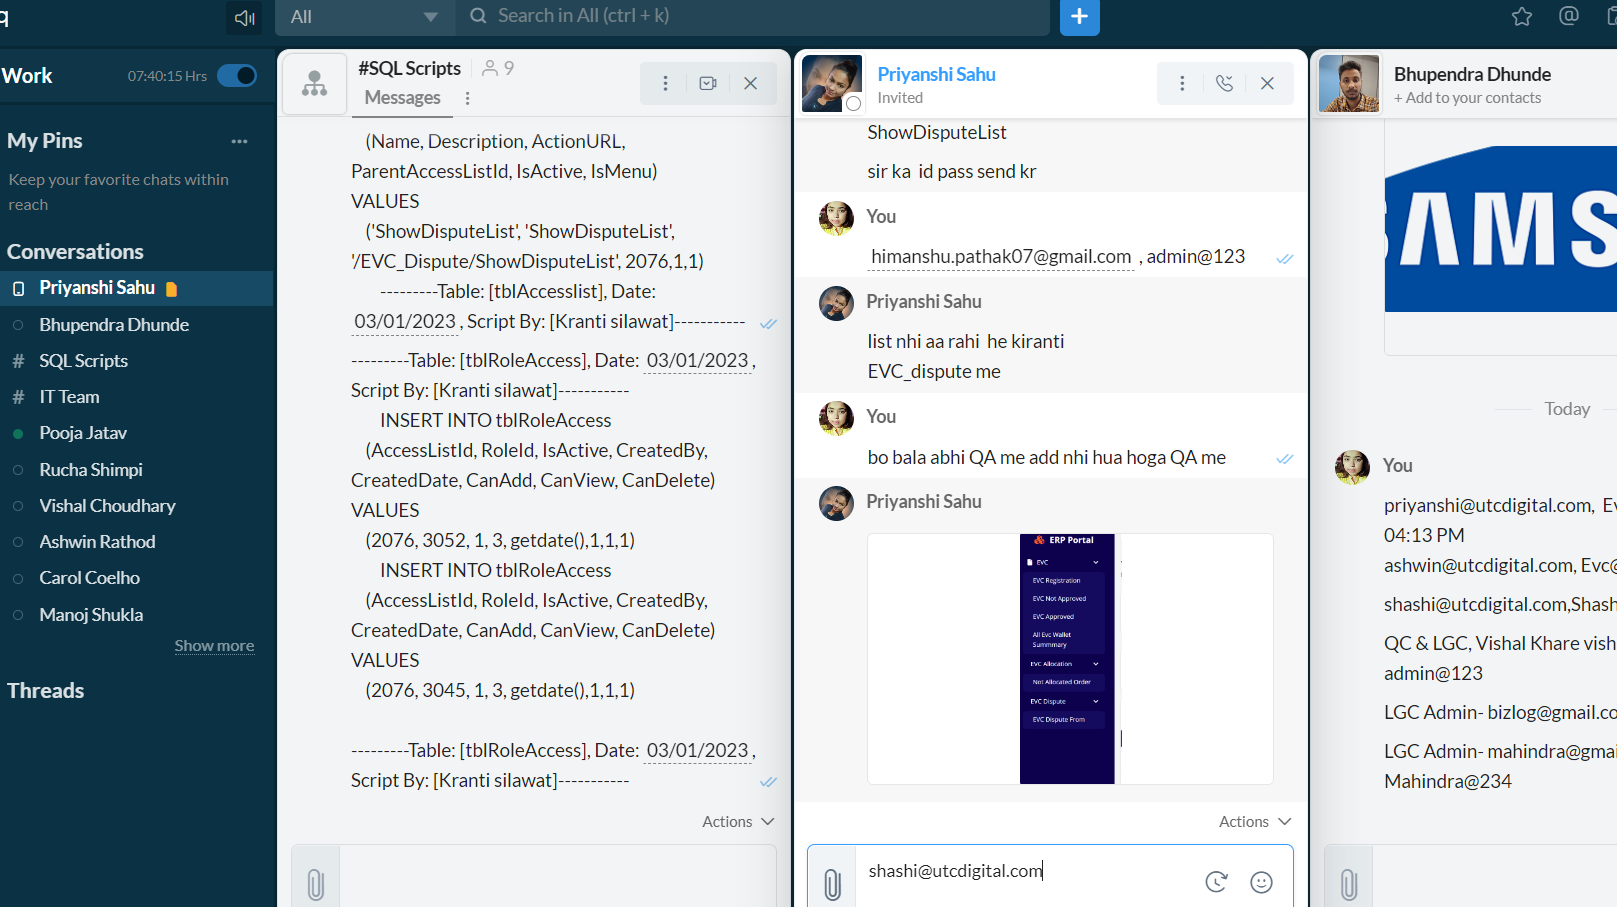 q
All
Search in All (ctrl + k)
Work
07:40:15 Hrs
My Pins
Keep your favorite chats within
reach
Conversations
Priyanshi Sahu
Bhupendra Dhunde
# SQL Scripts
# IT Team
Pooja Jatav
Rucha Shimpi
Vishal Choudhary
Ashwin Rathod
Carol Coelho
Manoj Shukla
Show more
Threads
#SQL Scripts
9
Messages
(Name, Description, ActionURL,
ParentAccessListId, IsActive, IsMenu)
VALUES
('ShowDisputeList', 'ShowDisputeList',
'/EVC_Dispute/ShowDisputeList', 2076,1,1)
---------Table: [tblAccesslist], Date:
03/01/2023 , Script By: [Kranti silawat]-----------
---------Table: [tblRoleAccess], Date: 03/01/2023 ,
Script By: [Kranti silawat]-----------
INSERT INTO tblRoleAccess
(AccessListId, RoleId, IsActive, CreatedBy,
CreatedDate, CanAdd, CanView, CanDelete)
VALUES
(2076, 3052, 1, 3, getdate(),1,1,1)
INSERT INTO tblRoleAccess
(AccessListId, RoleId, IsActive, CreatedBy,
CreatedDate, CanAdd, CanView, CanDelete)
VALUES
(2076, 3045, 1, 3, getdate(),1,1,1)
---------Table: [tblRoleAccess], Date: 03/01/2023 ,
Script By: [Kranti silawat]-----------
Actions
Priyanshi Sahu
Invited
ShowDisputeList
sir ka id pass send kr
You
himanshu.pathak07@gmail.com , admin@123
Priyanshi Sahu
list nhi aa rahi he kiranti
EVC_dispute me
You
bo bala abhi QA me add nhi hua hoga QA me
Priyanshi Sahu
ERP Portal
EVC
EVC Registration
EVC Not Approved
EVC Approved
All Evc Wallet
Summmary
EVC Allocation
Not Allocated Order
EVC Dispute
EVC Dispute From
Actions
shashi@utcdigital.com
Bhupendra Dhunde
+ Add to your contacts
SAMS
Today
You
priyanshi@utcdigital.com, Ev
04:13 PM
ashwin@utcdigital.com, Evc@
shashi@utcdigital.com,Shash
QC & LGC, Vishal Khare vish
admin@123
LGC Admin- bizlog@gmail.co
LGC Admin- mahindra@gmai
Mahindra@234